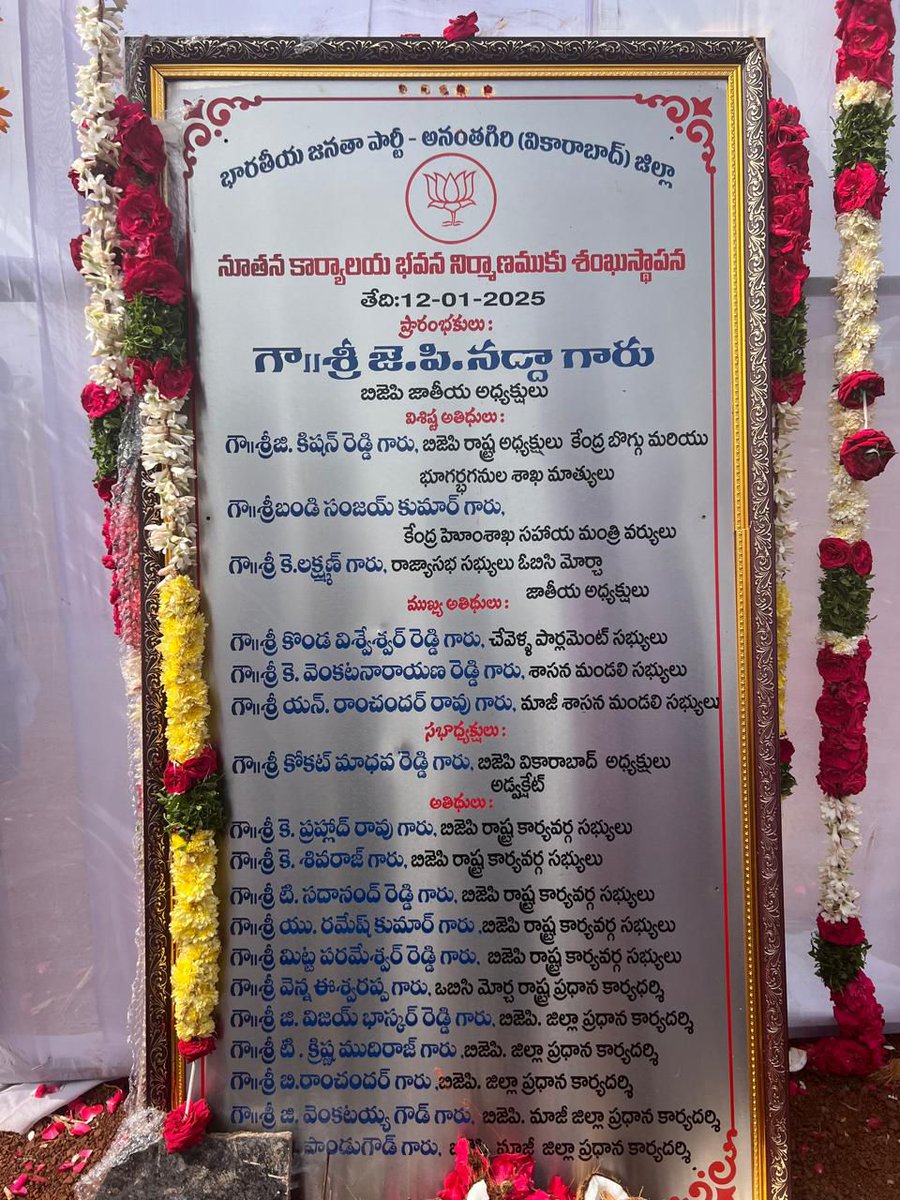 భారతీయ జనతా పార్టీ - అనంతగిరి (వికారాబాద్) జిల్లా
నూతన కార్యాలయ భవన నిర్మాణముకు శంఖుస్థాపన
తేది:12-01-2025
ప్రారంభకులు :
గౌ||శ్రీ జె.పి.నడ్డా గారు
బిజెపి జాతీయ అధ్యక్షులు
విశిష్ట అతిధులు :
గౌ||శ్రీజి. కిషన్ రెడ్డి గారు, బిజెపి రాష్ట్ర అధ్యక్షులు కేంద్ర బొగ్గు మరియు
భూగర్భగనుల శాఖ మాత్యులు
గౌ||శ్రీబండి సంజయ్ కుమార్ గారు,
కేంద్ర హెూంశాఖ సహాయ మంత్రి వర్యులు
గౌ||శ్రీ కె.లక్ష్మణ్ గారు, రాజ్యాసభ సభ్యులు ఓబిసి మోర్చా
జాతీయ అధ్యక్షులు
ముఖ్య అతిధులు :
గౌ||శ్రీ కొండ విశ్వేశ్వర్ రెడ్డి గారు, చేవెళ్ళ పార్లమెంట్ సభ్యులు
గౌ||శ్రీ కె. వెంకటనారాయణ రెడ్డి గారు, శాసన మండలి సభ్యులు
గౌ||శ్రీ యన్. రాంచందర్ రావు గారు, మాజీ శాసన మండలి సభ్యులు
సభాధ్యక్షులు :
గౌ||శ్రీ కోకట్ మాధవ రెడ్డి గారు, బిజెపి వికారాబాద్ అధ్యక్షులు
అడ్వక్షేట్
అతిధులు :
గౌ||శ్రీ కె. ప్రహ్లాద్ రావు గారు, బిజెపి రాష్ట్ర కార్యవర్గ సభ్యులు
గౌ||శ్రీ కె. శివరాజ్ గారు, బిజెపి రాష్ట్ర కార్యవర్గ సభ్యులు
గౌ||శ్రీ టి. సదానంద్ రెడ్డి గారు, బిజెపి రాష్ట్ర కార్యవర్గ సభ్యులు
గౌ||శ్రీ యు. రమేష్ కుమార్ గారు .బిజెపి రాష్ట్ర కార్యవర్గ సభ్యులు
గౌ||శ్రీ మిట్ట పరమేశ్వర్ రెడ్డి గారు, బిజెపి రాష్ట్ర కార్యవర్గ సభ్యులు
గౌ||శ్రీ వెన్న ఈశ్వరప్ప గారు, ఒబిసి మోర్చ రాష్ట్ర ప్రధాన కార్యధర్శి
గౌ||శ్రీ జి. విజయ్ భాస్కర్ రెడ్డి గారు, బిజెపి. జిల్లా ప్రధాన కార్యదర్శి
గౌ||శ్రీ టి . క్రిష్ణ ముదిరాజ్ గారు .బిజెపి. జిల్లా ప్రధాన కార్యదర్శి
గౌ||శ్రీ బి.రాంచందర్ గారు ,బిజెపి. జిల్లా ప్రధాన కార్యదర్శి
గౌ||శ్రీ జి. వెంకటయ్య గౌడ్ గారు, బిజెపి. మాజీ జిల్లా ప్రధాన కార్యదర్శి
పాండుగౌడ్ గారు, మాజీ జిల్లా ప్రధాన కార్యదర్శి